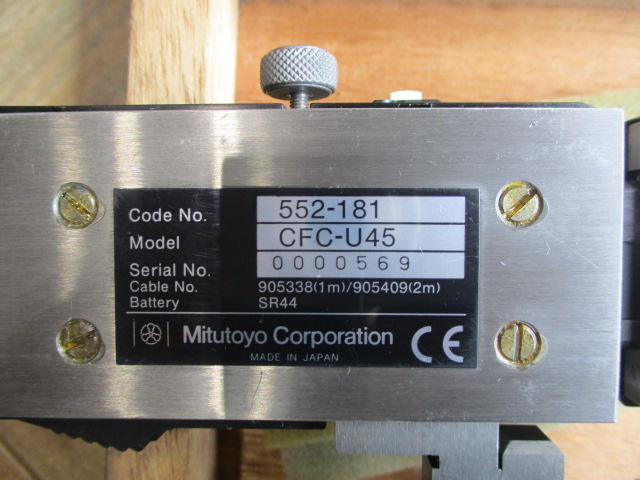 Code No. 552-181
Model CFC-U45
Serial No. 0000569
Cable No. 905338(1m)/905409(2m)
Battery SR44
Mitutoyo Corporation CE
MADE IN JAPAN